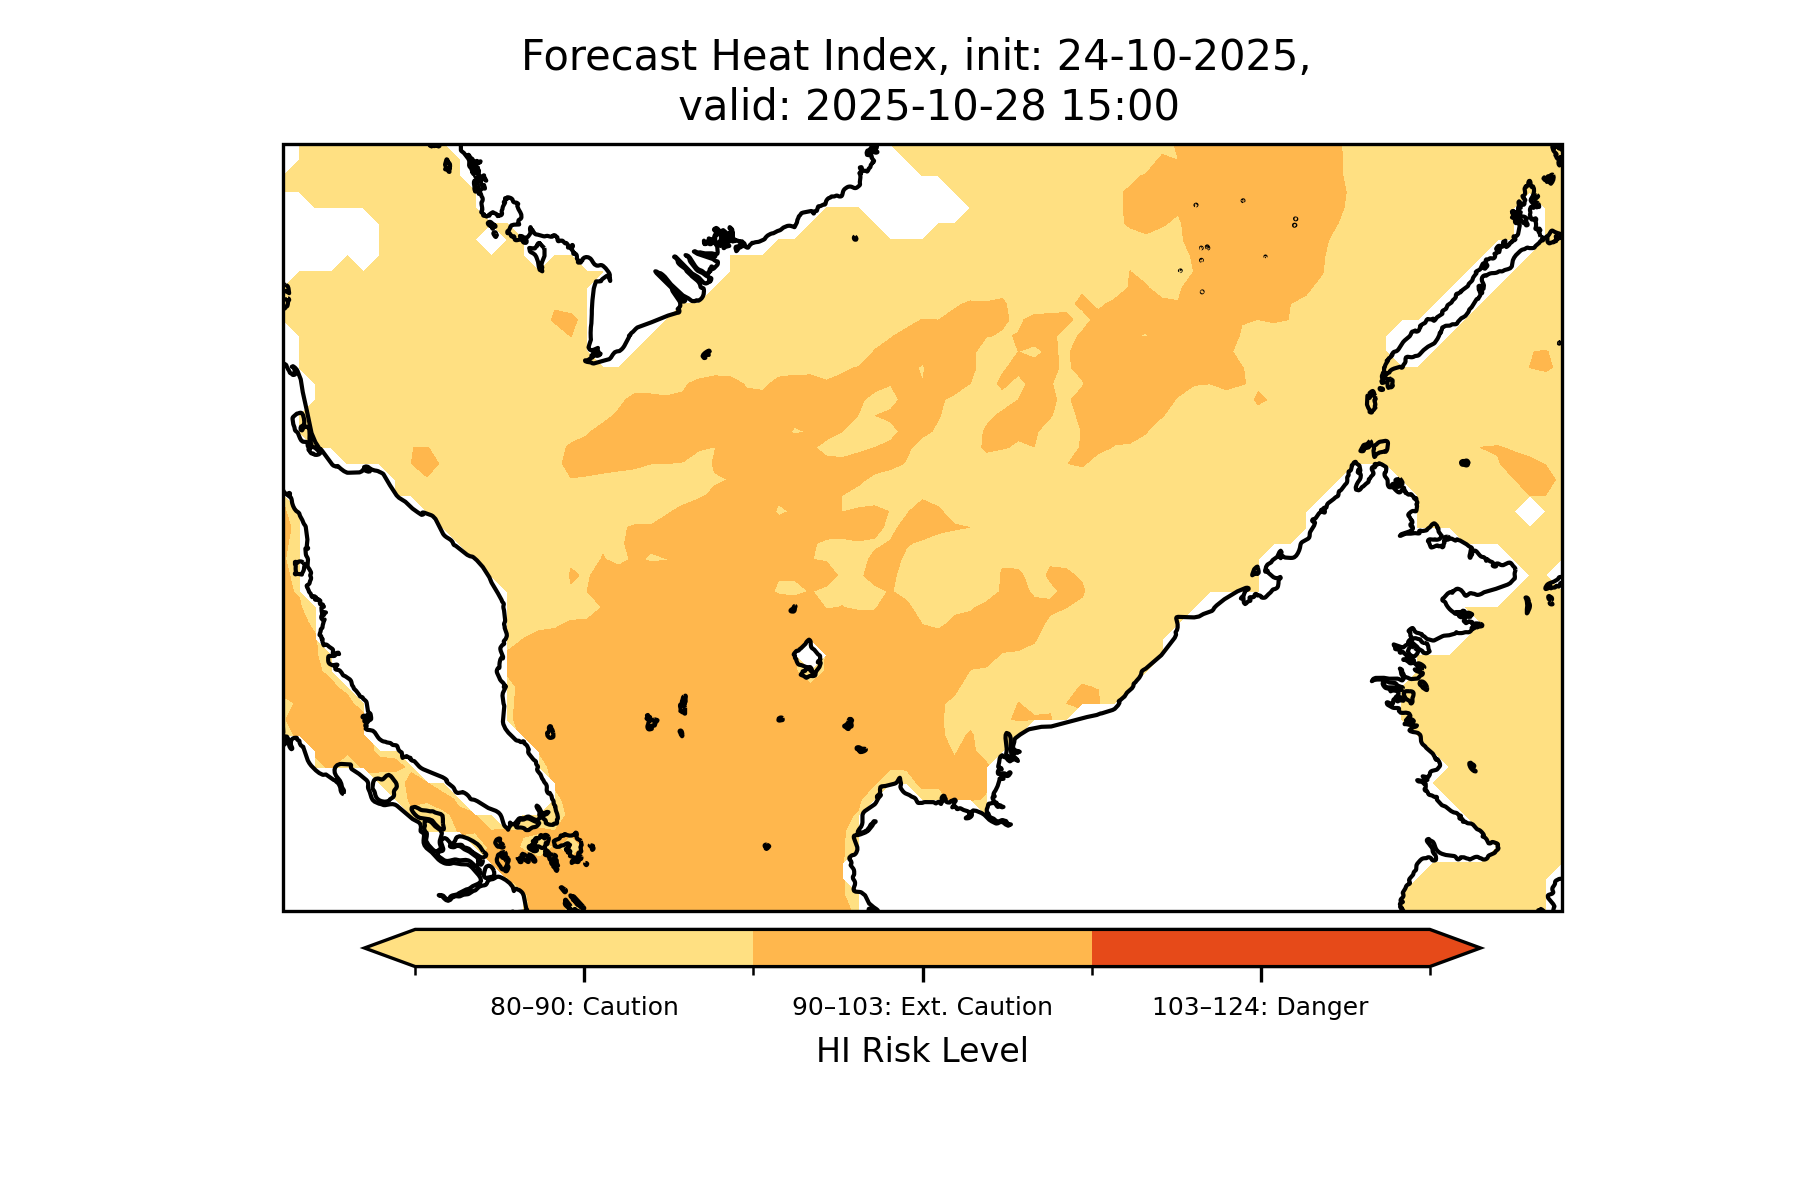 Forecast Heat Index, init: 24-10-2025,
valid: 2025-10-28 15:00
80–90: Caution
90–103: Ext. Caution
103–124: Danger
HI Risk Level